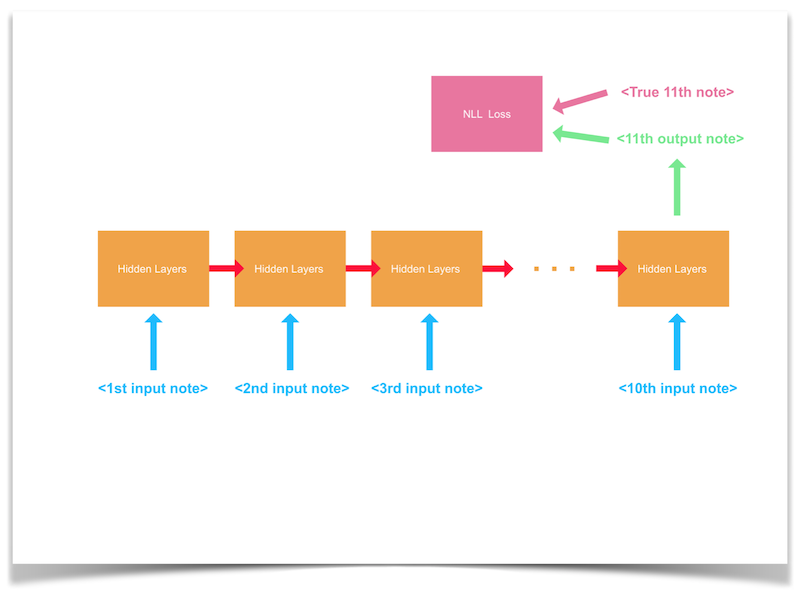 NLL Loss
<True 11th note>
<11th output note>
Hidden Layers
Hidden Layers
Hidden Layers
. . .
Hidden Layers
<1st input note>
<2nd input note>
<3rd input note>
<10th input note>